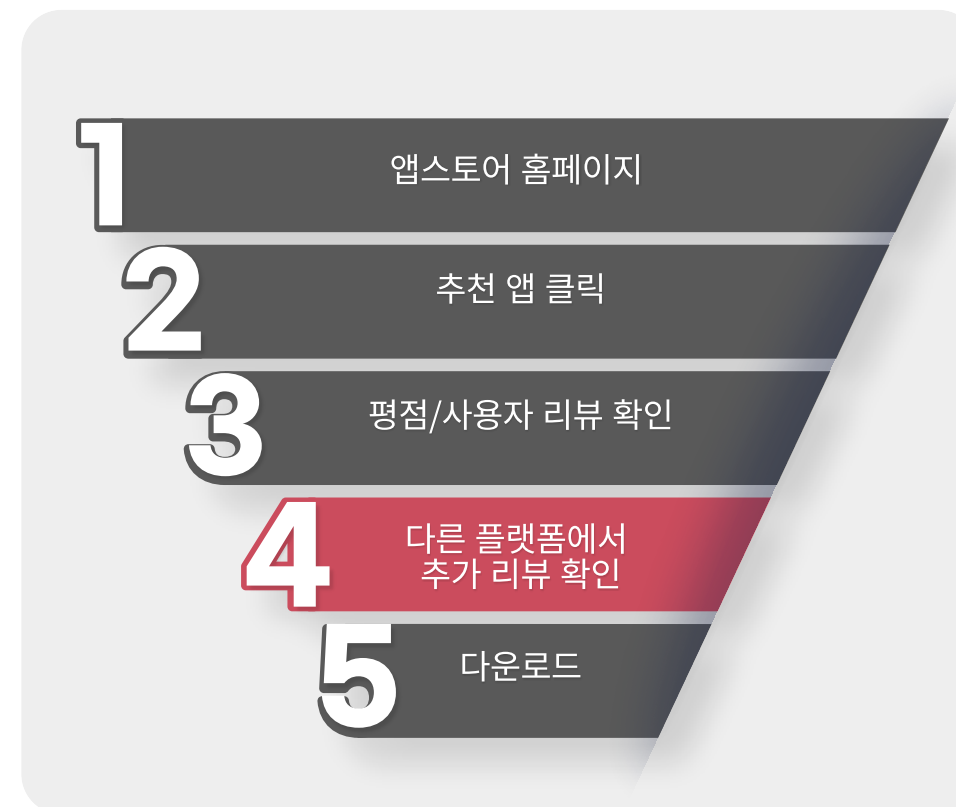 1
앱스토어 홈페이지
2
추천 앱 클릭
3
평점/사용자 리뷰 확인
4
다른 플랫폼에서
추가 리뷰 확인
5
다운로드